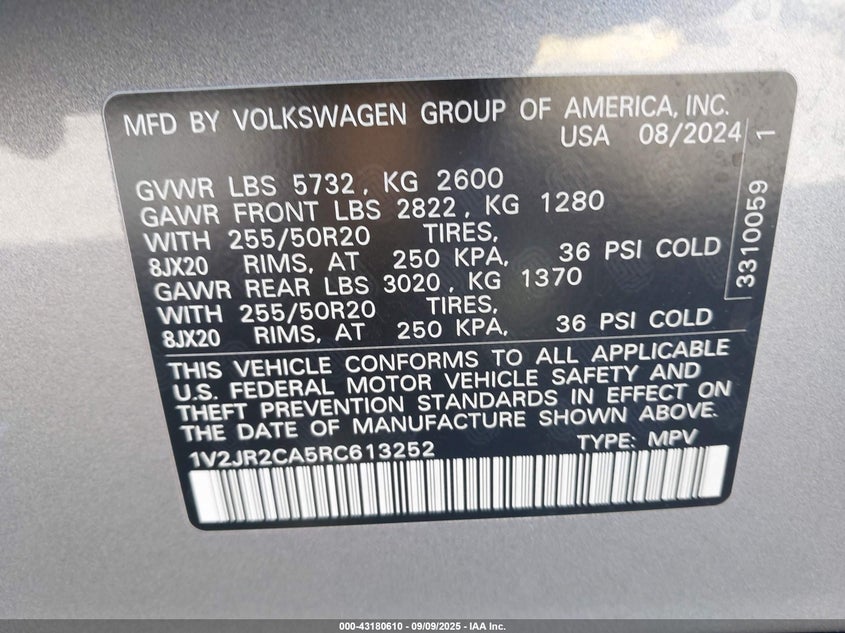 MFD BY VOLKSWAGEN GROUP OF AMERICA, INC.
USA 08/2024
GVWR LBS 5732, KG 2600
GAWR FRONT LBS 2822, KG 1280
WITH 255/50R20 TIRES,
8JX20 RIMS, AT 250 KPA, 36 PSI COLD
GAWR REAR LBS 3020, KG 1370
WITH 255/50R20 TIRES,
8JX20 RIMS, AT 250 KPA, 36 PSI COLD
3310059 1
THIS VEHICLE CONFORMS TO ALL APPLICABLE
U.S. FEDERAL MOTOR VEHICLE SAFETY AND
THEFT PREVENTION STANDARDS IN EFFECT ON
THE DATE OF MANUFACTURE SHOWN ABOVE.
1V2JR2CA5RC613252 TYPE: MPV
000-43180610 - 09/09/2025 - IAA Inc.